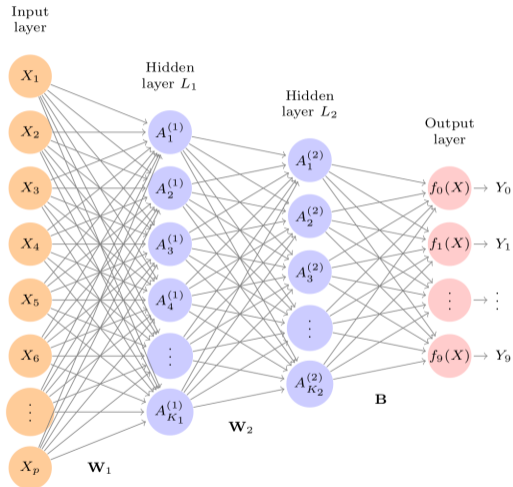 Input
layer
Hidden
layer L₁
Hidden
layer L₂
Output
layer
X₁
X₂
X₃
X₄
X₅
X₆
⋮
Xₚ
A₁⁽¹⁾
A₂⁽¹⁾
A₃⁽¹⁾
A₄⁽¹⁾
⋮
A_{K₁}⁽¹⁾
A₁⁽²⁾
A₂⁽²⁾
A₃⁽²⁾
⋮
A_{K₂}⁽²⁾
f₀(X) Y₀
f₁(X) Y₁
⋮ ⋮
f₉(X) Y₉
W₁
W₂
B